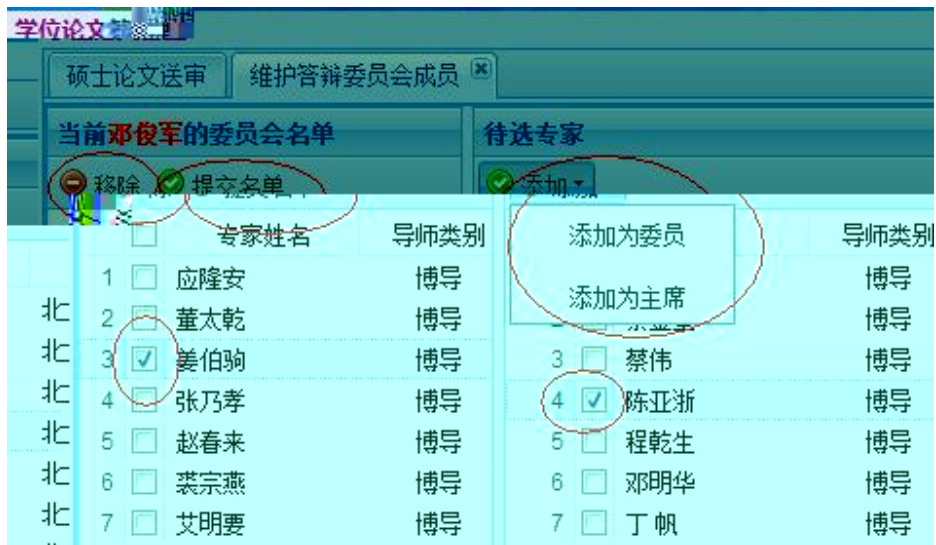 学位论文
硕士论文送审 维护答辩委员会成员
当前邓俊军的委员会名单 待选专家
移除 提交名单 添加
专家姓名 导师类别 添加为委员 导师类别
1 应隆安 博导 博导
添加为主席
北 2 董太乾 博导 博导
北 3 姜伯驹 博导 3 蔡伟 博导
北 4 张乃孝 博导 4 陈亚浙 博导
北 5 赵春来 博导 5 程乾生 博导
北 6 裘宗燕 博导 6 邓明华 博导
北 7 艾明要 博导 7 丁帆 博导